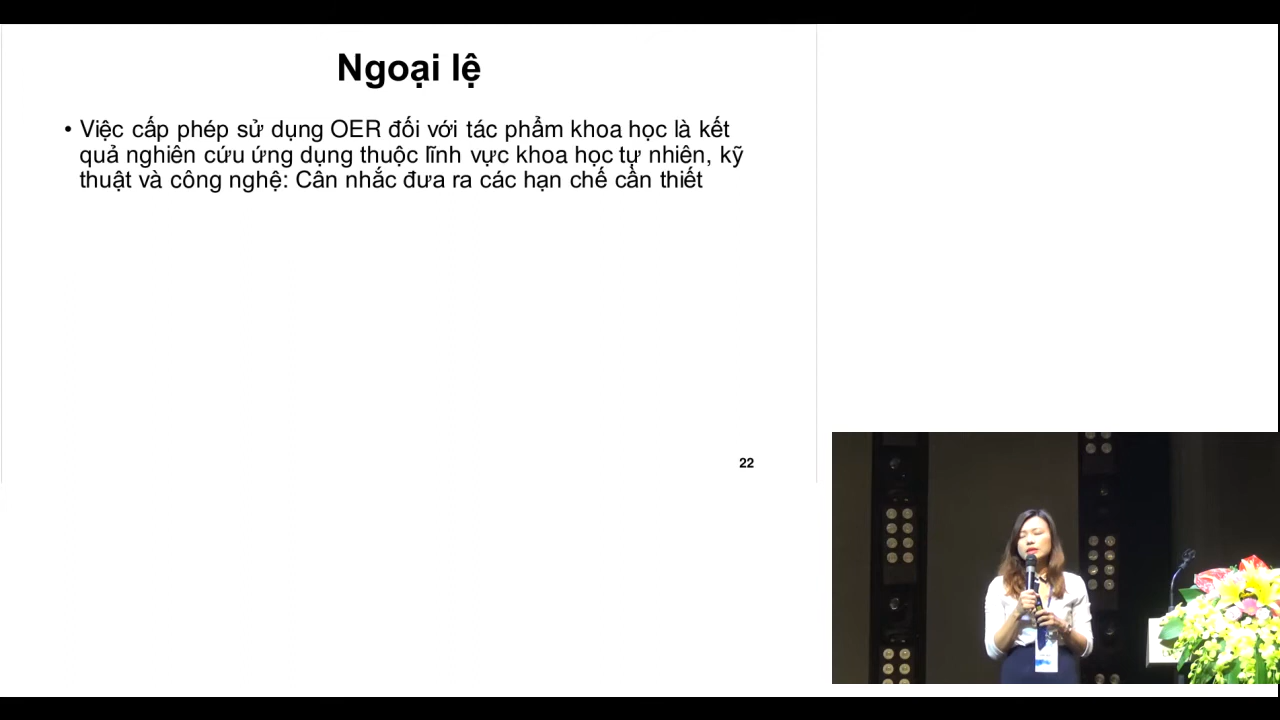 Ngoại lệ
• Việc cấp phép sử dụng OER đối với tác phẩm khoa học là kết
quả nghiên cứu ứng dụng thuộc lĩnh vực khoa học tự nhiên, kỹ
thuật và công nghệ: Cân nhắc đưa ra các hạn chế cần thiết
22